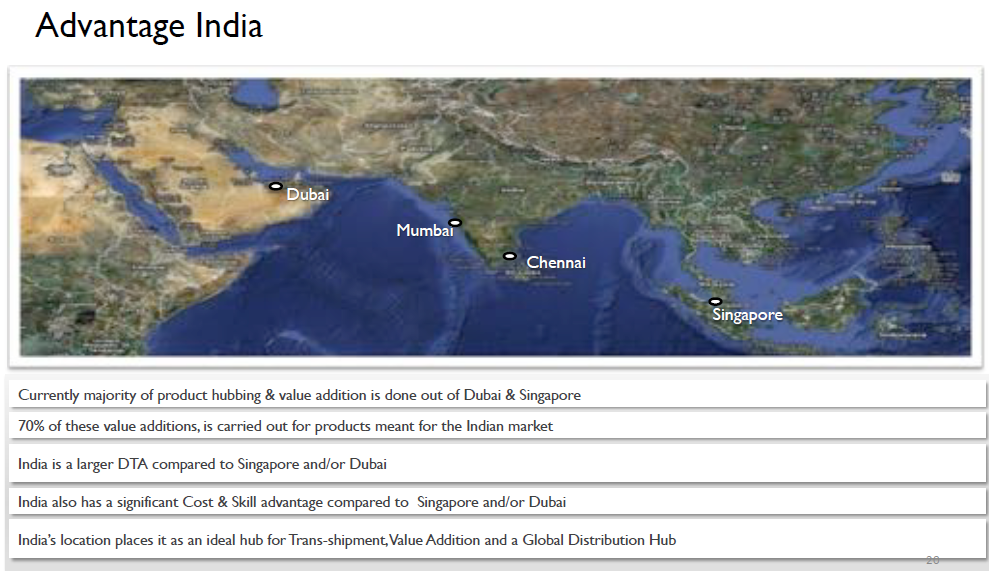 Advantage India
Dubai
Mumbai
Chennai
Singapore
Currently majority of product hubbing & value addition is done out of Dubai & Singapore
70% of these value additions, is carried out for products meant for the Indian market
India is a larger DTA compared to Singapore and/or Dubai
India also has a significant Cost & Skill advantage compared to Singapore and/or Dubai
India's location places it as an ideal hub for Trans-shipment, Value Addition and a Global Distribution Hub
20